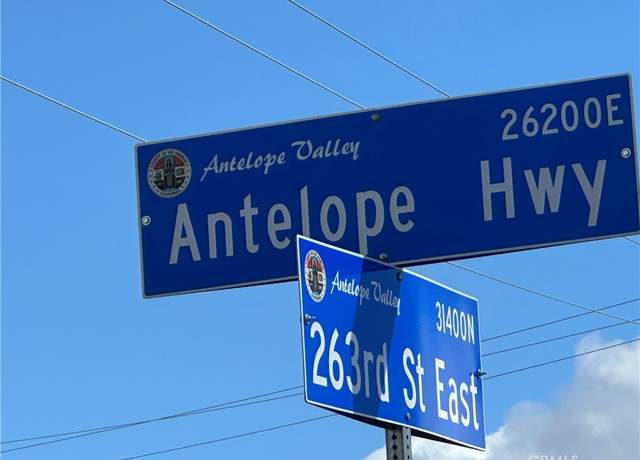 26200E
Antelope Valley
Antelope Hwy
Antelope Valley
31400N
263rd St East